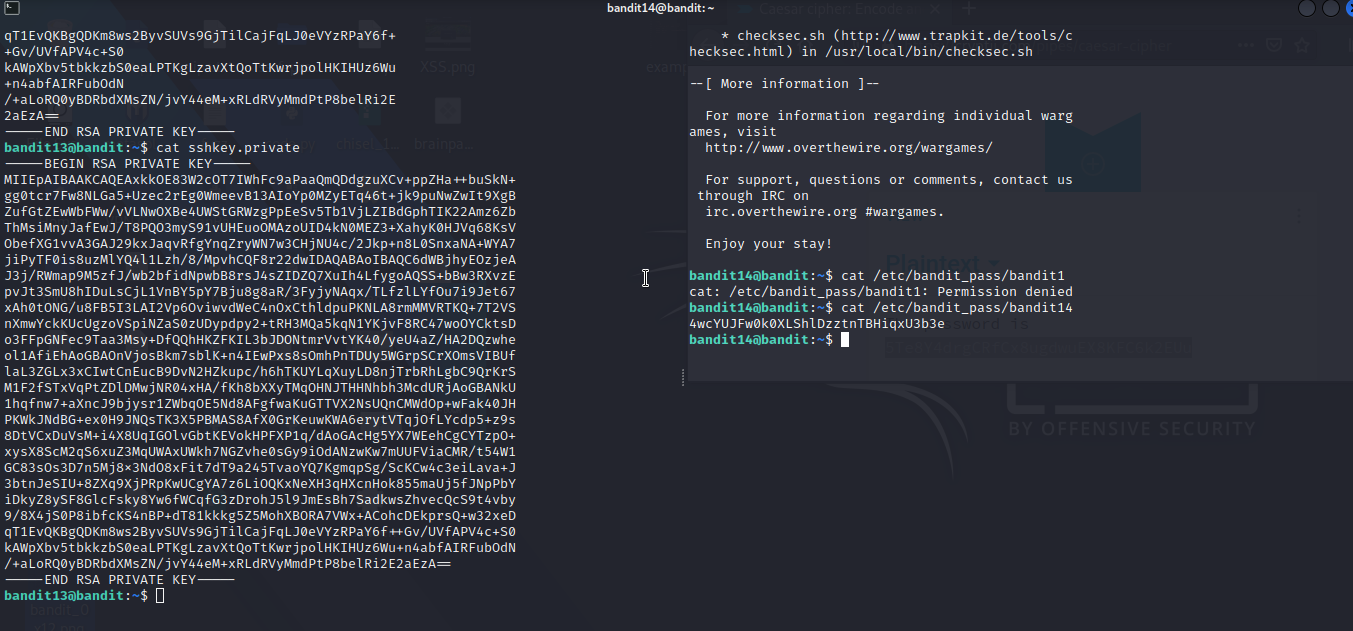 bandit14@bandit: ~
qT1EvQKBgQDKm8ws2ByvSUVs9GjTilCajFqLJ0eVYzRPaY6f+
+Gv/UVfAPV4c+S0
kAWpXbv5tbkkzbS0eaLPTKgLzavXtQoTtKwrjpolHKIHUz6Wu
+n4abfAIRFubOdN
/+aLoRQ0yBDRbdXMsZN/jvY44eM+xRLdRVyMmdPtP8belRi2E
2aEzA==
-----END RSA PRIVATE KEY-----
bandit13@bandit:~$ cat sshkey.private
-----BEGIN RSA PRIVATE KEY-----
MIIEpAIBAAKCAQEAxkkOE83W2cOT7IWhFc9aPaaQmQDdgzuXCv+ppZHa++buSkN+
gg0tcr7Fw8NLGa5+Uzec2rEg0WmeevB13AIoYp0MZyETq46t+jk9puNwZwIt9XgB
ZufGtZEwWbFWw/vVLNwOXBe4UWStGRWzgPpEeSv5Tb1VjLZIBdGphTIK22Amz6Zb
ThMsiMnyJafEwJ/T8PQO3myS91vUHEuoOMAzoUID4kN0MEZ3+XahyK0HJVq68KsV
ObefXG1vvA3GAJ29kxJaqvRfgYnqZryWN7w3CHjNU4c/2Jkp+n8L0SnxaNA+WYA7
jiPyTF0is8uzMlYQ4l1Lzh/8/MpvhCQF8r22dwIDAQABAoIBAQC6dWBjhyEOzjeA
J3j/RWmap9M5zfJ/wb2bfidNpwbB8rsJ4sZIDZQ7XuIh4LfygoAQSS+bBw3RXvzE
pvJt3SmU8hIDuLsCjL1VnBY5pY7Bju8g8aR/3FyjyNAqx/TLfzlLYfOu7i9Jet67
xAh0tONG/u8FB5I3LAI2Vp6OviwvdWeC4nOxCthldpuPKNLA8rmMMVRTKQ+7T2VS
nXmwYckKUcUgzoVSpiNZaS0zUDypdpy2+tRH3MQa5kqN1YKjvF8RC47woOYCktsD
o3FFpGNFec9Taa3Msy+DfQQhHKZFKIL3bJDONtmrVvtYK40/yeU4aZ/HA2DQzwhe
ol1AfiEhAoGBAOnVjosBkm7sblK+n4IEwPxs8sOmhPnTDUy5WGrpSCrXOmsVIBUf
laL3ZGLx3xCIwtCnEucB9DvN2HZkupc/h6hTKUYLqXuyLD8njTrbRhLgbC9QrKrS
M1F2fSTxVqPtZDlDMwjNR04xHA/fKh8bXXyTMqOHNJTHHNhbh3McdURjAoGBANkU
1hqfnw7+aXncJ9bjysr1ZWbqOE5Nd8AFgfwaKuGTTVX2NsUQnCMWdOp+wFak40JH
PKWkJNdBG+ex0H9JNQsTK3X5PBMAS8AfX0GrKeuwKWA6erytVTqjOfLYcdp5+z9s
8DtVCxDuVsM+i4X8UqIGOlvGbtKEVokHPFXP1q/dAoGAcHg5YX7WEehCgCYTzpO+
xysX8ScM2qS6xuZ3MqUWAxUWkh7NGZvhe0sGy9iOdANzwKw7mUUFViaCMR/t54W1
GC83sOs3D7n5Mj8x3NdO8xFit7dT9a245TvaoYQ7KgmqpSg/ScKCw4c3eiLava+J
3btnJeSIU+8ZXq9XjPRpKwUCgYA7z6LiOQKxNeXH3qHXcnHok855maUj5fJNpPbY
iDkyZ8ySF8GlcFsky8Yw6fWCqfG3zDrohJ5l9JmEsBh7SadkwsZhvecQcS9t4vby
9/8X4jS0P8ibfcKS4nBP+dT81kkkg5Z5MohXBORA7VWx+ACohcDEkprsQ+w32xeD
qT1EvQKBgQDKm8ws2ByvSUVs9GjTilCajFqLJ0eVYzRPaY6f++Gv/UVfAPV4c+S0
kAWpXbv5tbkkzbS0eaLPTKgLzavXtQoTtKwrjpolHKIHUz6Wu+n4abfAIRFubOdN
/+aLoRQ0yBDRbdXMsZN/jvY44eM+xRLdRVyMmdPtP8belRi2E2aEzA==
-----END RSA PRIVATE KEY-----
bandit13@bandit:~$
* checksec.sh (http://www.trapkit.de/tools/c
hecksec.html) in /usr/local/bin/checksec.sh
--[ More information ]--
For more information regarding individual warg
ames, visit
http://www.overthewire.org/wargames/
For support, questions or comments, contact us
through IRC on
irc.overthewire.org #wargames.
Enjoy your stay!
bandit14@bandit:~$ cat /etc/bandit_pass/bandit1
cat: /etc/bandit_pass/bandit1: Permission denied
bandit14@bandit:~$ cat /etc/bandit_pass/bandit14
4wcYUJFw0k0XLShlDzztnTBHiqxU3b3e
bandit14@bandit:~$
Plaintext
BY OFFENSIVE SECURITY